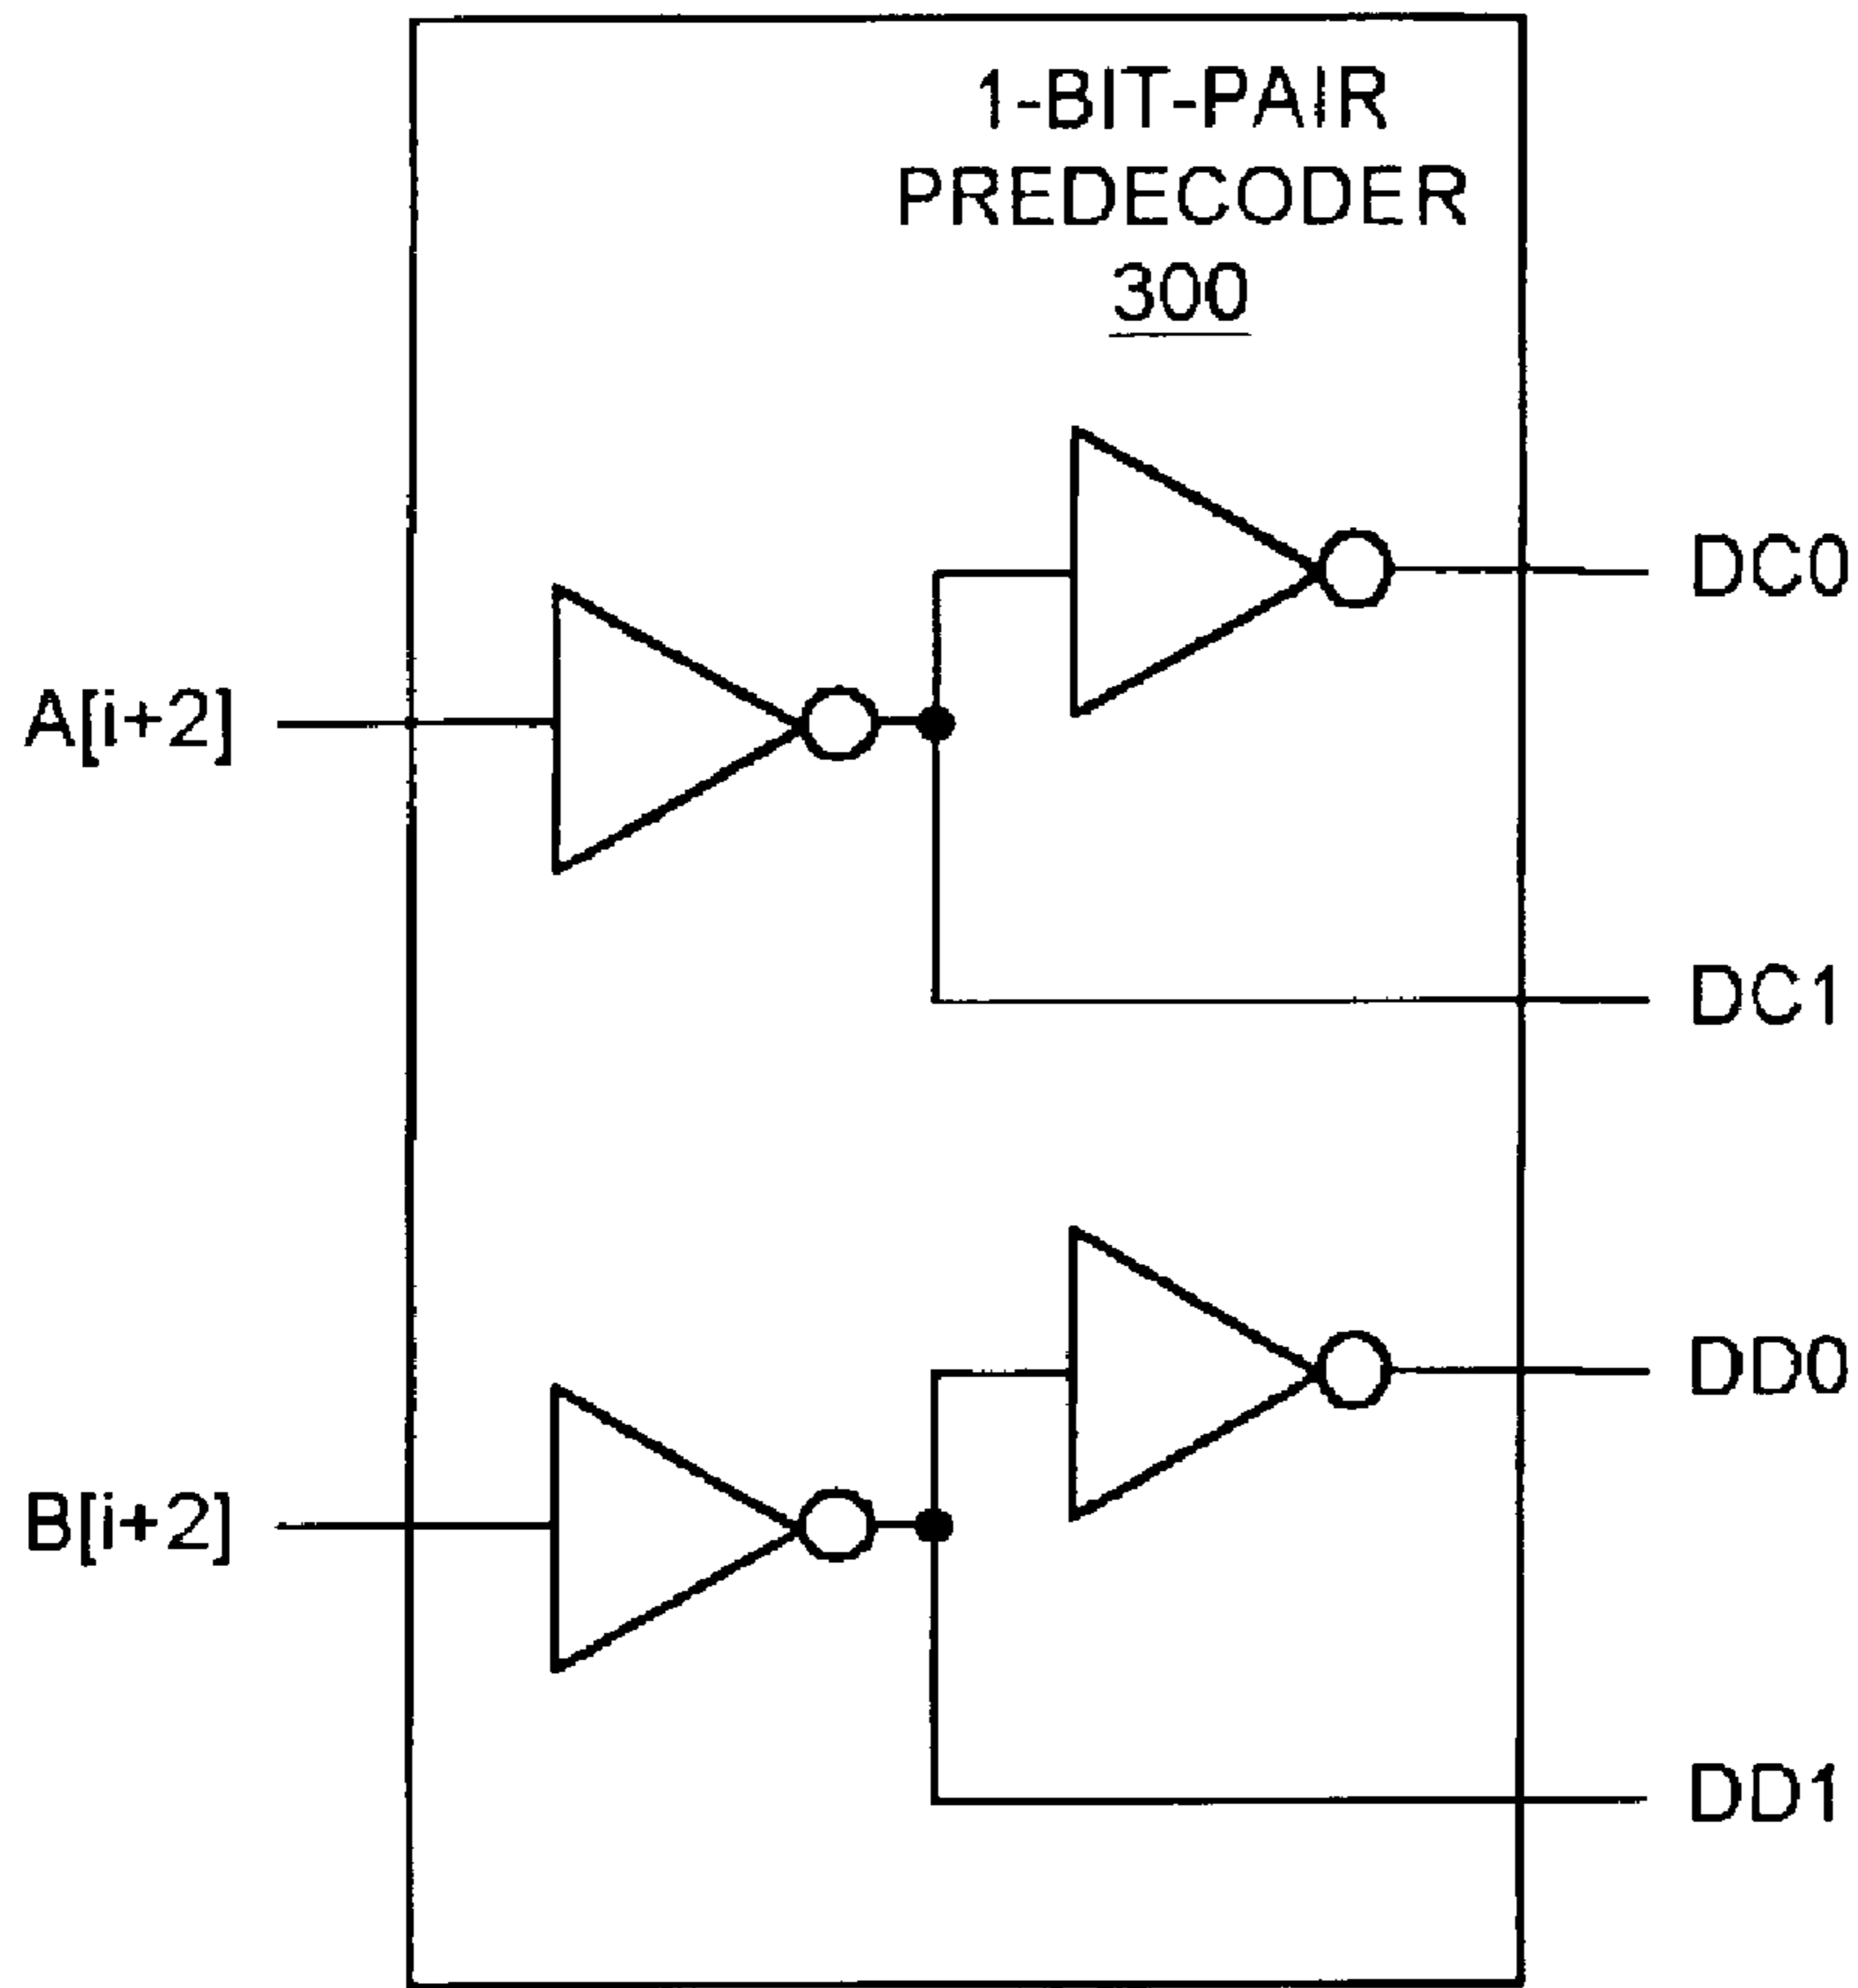 1-BIT-PAIR
PREDECODER
300
DC0
A[i+2]
DC1
DD0
B[i+2]
DD1